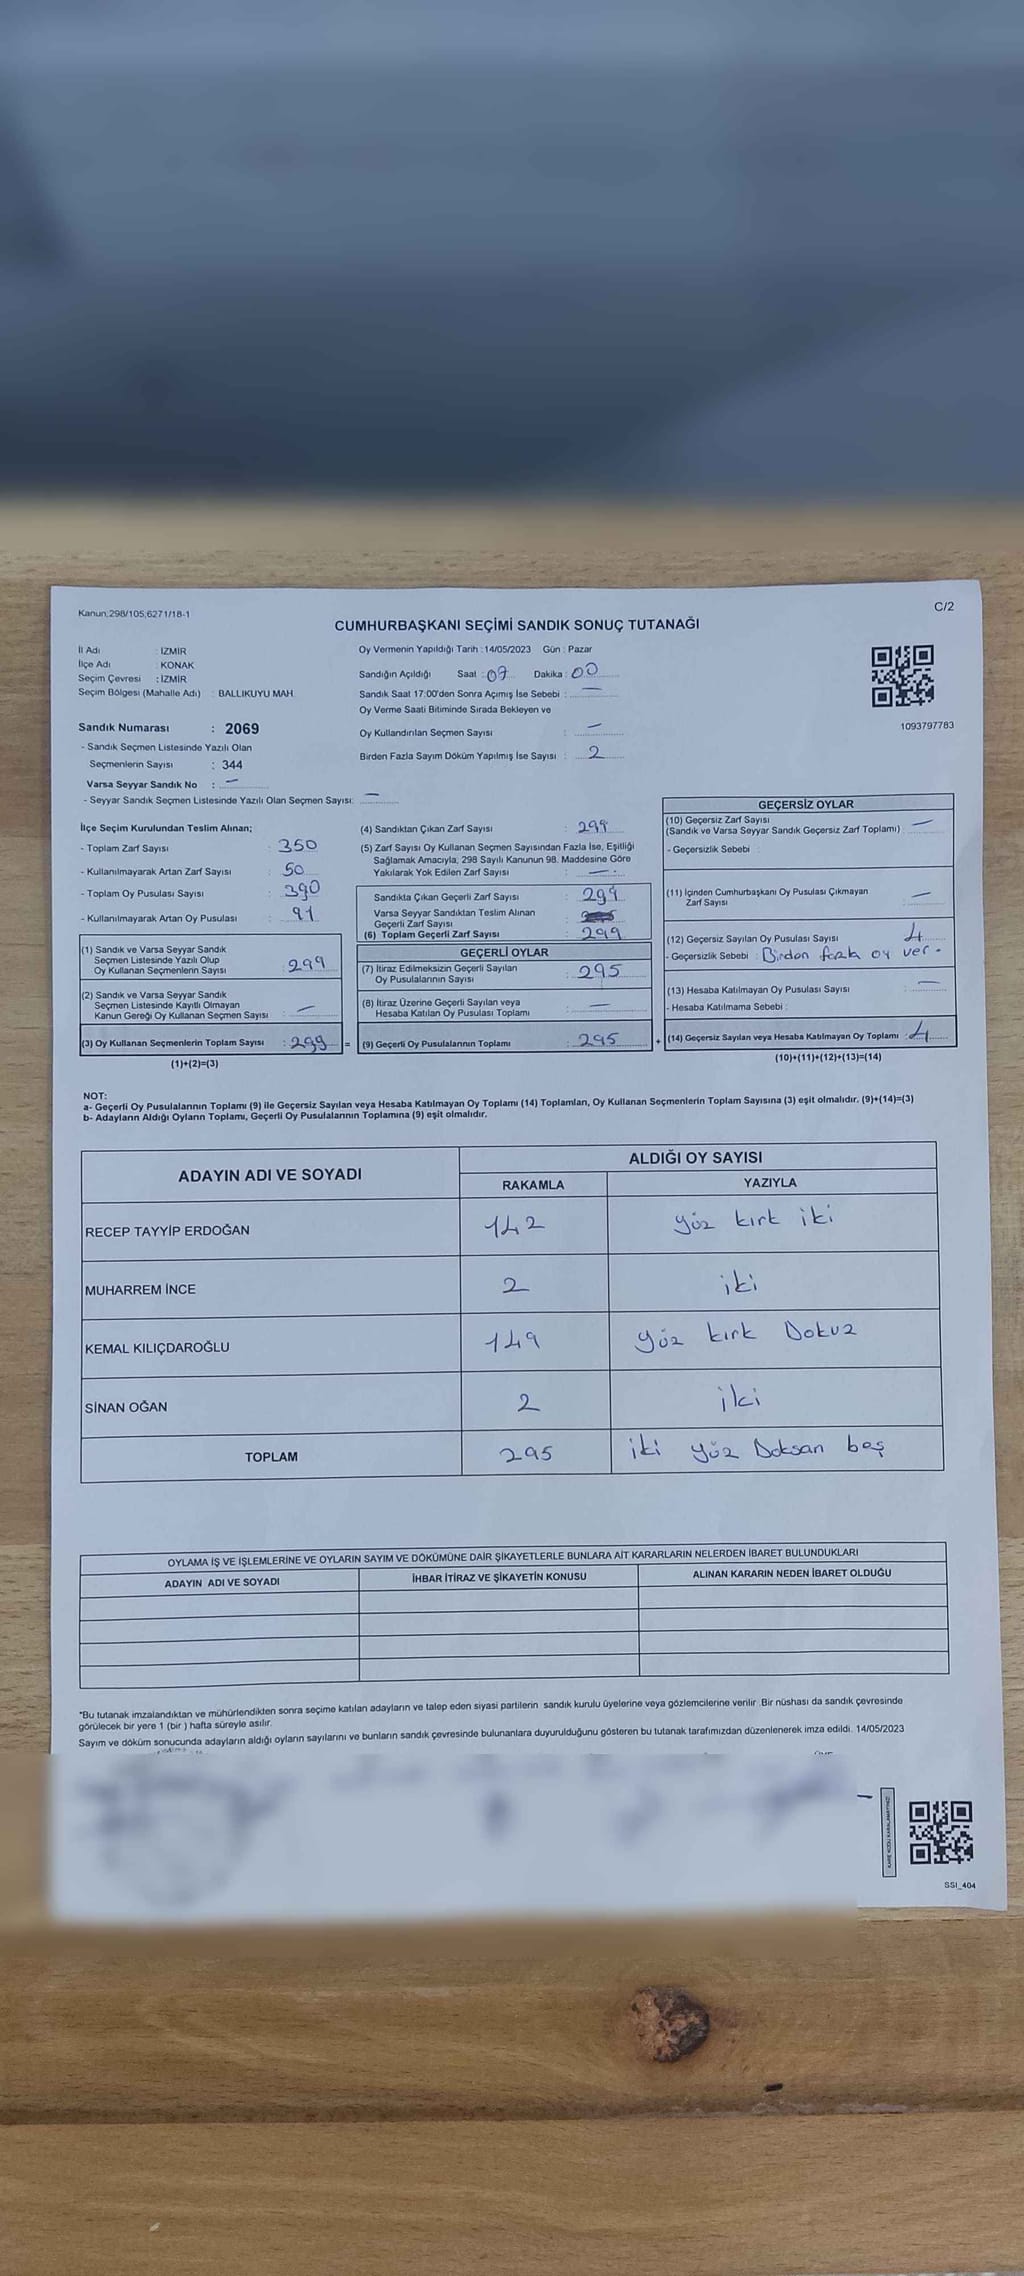 Kanun;298/105,6271/18-1
C/2
CUMHURBAŞKANI SEÇİMİ SANDIK SONUÇ TUTANAĞI
İl Adı : İZMİR
İlçe Adı : KONAK
Seçim Çevresi : İZMİR
Seçim Bölgesi (Mahalle Adı) : BALLIKUYU MAH.
Oy Vermenin Yapıldığı Tarih :14/05/2023 Gün : Pazar
Sandığın Açıldığı Saat : 07 Dakika : 00
Sandık Saat 17:00'den Sonra Açımış İse Sebebi : —
Oy Verme Saati Bitiminde Sırada Bekleyen ve
Oy Kullandırılan Seçmen Sayısı : —
Birden Fazla Sayım Döküm Yapılmış İse Sayısı : 2
1093797783
Sandık Numarası : 2069
- Sandık Seçmen Listesinde Yazılı Olan
Seçmenlerin Sayısı : 344
Varsa Seyyar Sandık No : —
- Seyyar Sandık Seçmen Listesinde Yazılı Olan Seçmen Sayısı: —
İlçe Seçim Kurulundan Teslim Alınan;
- Toplam Zarf Sayısı : 350
- Kullanılmayarak Artan Zarf Sayısı : 50
- Toplam Oy Pusulası Sayısı : 390
- Kullanılmayarak Artan Oy Pusulası : 91
(1) Sandık ve Varsa Seyyar Sandık
Seçmen Listesinde Yazılı Olup
Oy Kullanan Seçmenlerin Sayısı : 299
(2) Sandık ve Varsa Seyyar Sandık
Seçmen Listesinde Kayıtlı Olmayan
Kanun Gereği Oy Kullanan Seçmen Sayısı : —
(3) Oy Kullanan Seçmenlerin Toplam Sayısı : 299 =
(1)+(2)=(3)
(4) Sandıktan Çıkan Zarf Sayısı : 299
(5) Zarf Sayısı Oy Kullanan Seçmen Sayısından Fazla İse, Eşitliği
Sağlamak Amacıyla, 298 Sayılı Kanunun 98. Maddesine Göre
Yakılarak Yok Edilen Zarf Sayısı : —
Sandıkta Çıkan Geçerli Zarf Sayısı : 299
Varsa Seyyar Sandıktan Teslim Alınan
Geçerli Zarf Sayısı :
(6) Toplam Geçerli Zarf Sayısı : 299
GEÇERLİ OYLAR
(7) İtiraz Edilmeksizin Geçerli Sayılan
Oy Pusulalarının Sayısı : 295
(8) İtiraz Üzerine Geçerli Sayılan veya
Hesaba Katılan Oy Pusulası Toplamı : —
(9) Geçerli Oy Pusulalarının Toplamı : 295 +
GEÇERSİZ OYLAR
(10) Geçersiz Zarf Sayısı
(Sandık ve Varsa Seyyar Sandık Geçersiz Zarf Toplamı) : —
- Geçersizlik Sebebi :
(11) İçinden Cumhurbaşkanı Oy Pusulası Çıkmayan
Zarf Sayısı : —
(12) Geçersiz Sayılan Oy Pusulası Sayısı : 4
- Geçersizlik Sebebi : Birden fazla oy ver.
(13) Hesaba Katılmayan Oy Pusulası Sayısı : —
- Hesaba Katılmama Sebebi :
(14) Geçersiz Sayılan veya Hesaba Katılmayan Oy Toplamı : 4
(10)+(11)+(12)+(13)=(14)
NOT:
a- Geçerli Oy Pusulalarının Toplamı (9) ile Geçersiz Sayılan veya Hesaba Katılmayan Oy Toplamı (14) Toplamları, Oy Kullanan Seçmenlerin Toplam Sayısına (3) eşit olmalıdır. (9)+(14)=(3)
b- Adayların Aldığı Oyların Toplamı, Geçerli Oy Pusulalarının Toplamına (9) eşit olmalıdır.
ADAYIN ADI VE SOYADI
ALDIĞI OY SAYISI
RAKAMLA YAZIYLA
RECEP TAYYİP ERDOĞAN 142 yüz kırk iki
MUHARREM İNCE 2 iki
KEMAL KILIÇDAROĞLU 149 yüz kırk Dokuz
SİNAN OĞAN 2 iki
TOPLAM 295 iki yüz Doksan beş
OYLAMA İŞ VE İŞLEMLERİNE VE OYLARIN SAYIM VE DÖKÜMÜNE DAİR ŞİKAYETLERLE BUNLARA AİT KARARLARIN NELERDEN İBARET BULUNDUKLARI
ADAYIN ADI VE SOYADI İHBAR İTİRAZ VE ŞİKAYETİN KONUSU ALINAN KARARIN NEDEN İBARET OLDUĞU
"Bu tutanak imzalandıktan ve mühürlendikten sonra seçime katılan adayların ve talep eden siyasi partilerin sandık kurulu üyelerine veya gözlemcilerine verilir. Bir nüshası da sandık çevresinde
görülecek bir yere 1 (bir ) hafta süreyle asılır.
Sayım ve döküm sonucunda adayların aldığı oyların sayılarını ve bunların sandık çevresinde bulunanlara duyurulduğunu gösteren bu tutanak tarafımızdan düzenlenerek imza edildi. 14/05/2023
KARE KODU KARALAMAYINIZ!
SSI_404